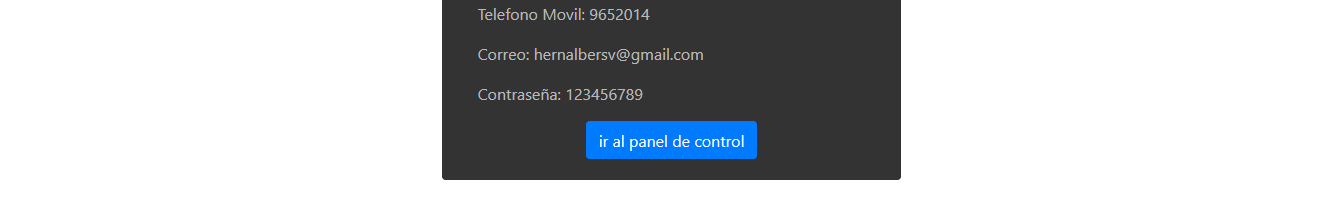 Telefono Movil: 9652014
Correo: hernalbersv@gmail.com
Contraseña: 123456789
ir al panel de control